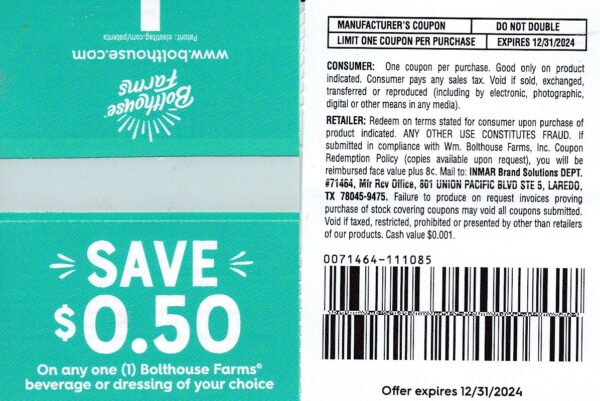 Patent: elastitag.com/patents
www.bolthouse.com
Bolthouse
Farms
SAVE
$0.50
On any one (1) Bolthouse Farms®
beverage or dressing of your choice
MANUFACTURER'S COUPON DO NOT DOUBLE
LIMIT ONE COUPON PER PURCHASE EXPIRES 12/31/2024
CONSUMER: One coupon per purchase. Good only on product
indicated. Consumer pays any sales tax. Void if sold, exchanged,
transferred or reproduced (including by electronic, photographic,
digital or other means in any media).
RETAILER: Redeem on terms stated for consumer upon purchase of
product indicated. ANY OTHER USE CONSTITUTES FRAUD. If
submitted in compliance with Wm. Bolthouse Farms, Inc. Coupon
Redemption Policy (copies available upon request), you will be
reimbursed face value plus 8c. Mail to: INMAR Brand Solutions DEPT.
#71464, Mfr Rcv Office, 801 UNION PACIFIC BLVD STE 5, LAREDO,
TX 78045-9475. Failure to produce on request invoices proving
purchase of stock covering coupons may void all coupons submitted.
Void if taxed, restricted, prohibited or presented by other than retailers
of our products. Cash value $0.001.
0071464-111085
Offer expires 12/31/2024